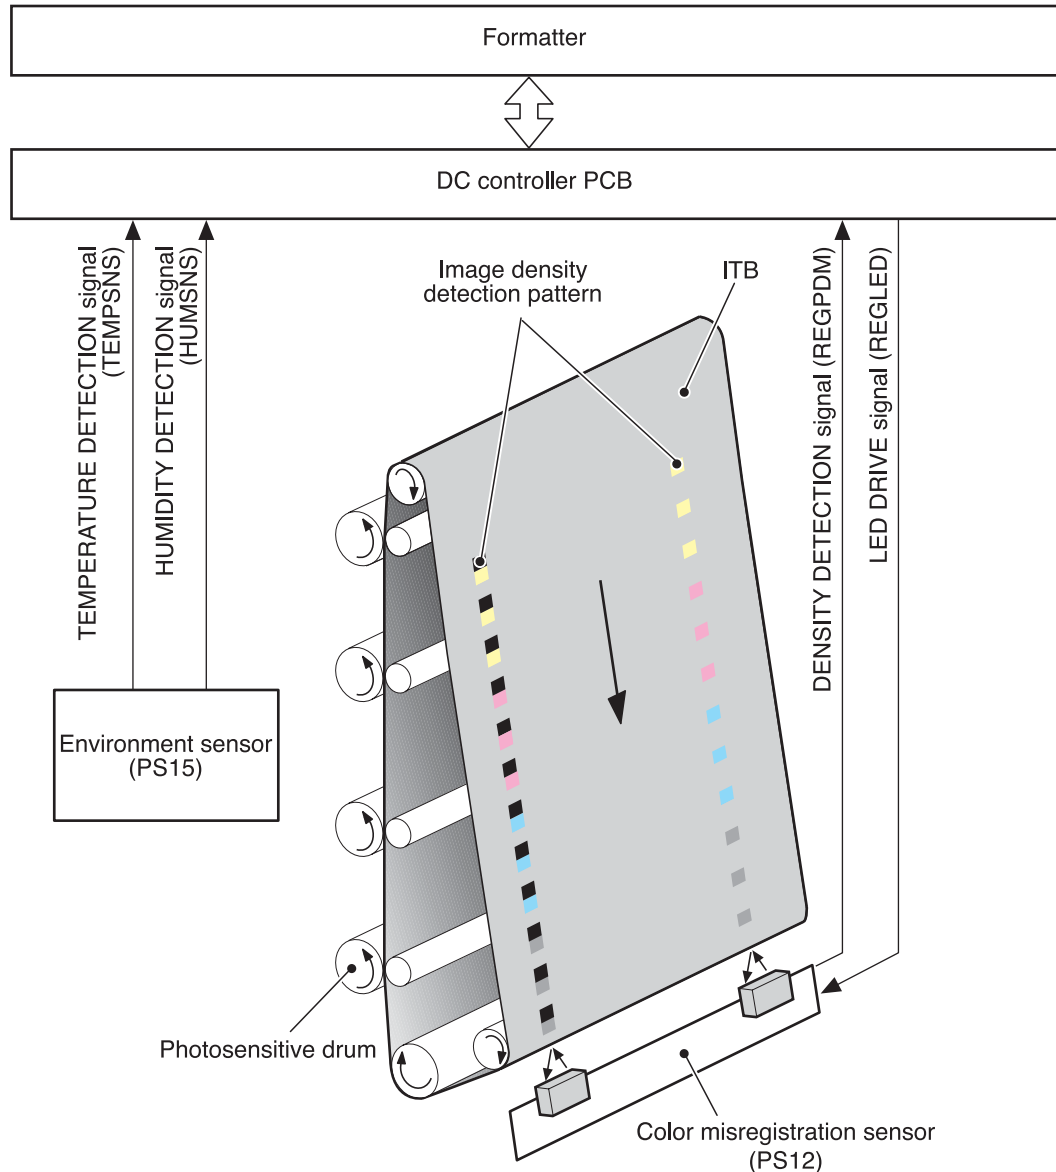 Formatter
DC controller PCB
TEMPERATURE DETECTION signal
(TEMPSNS)
HUMIDITY DETECTION signal
(HUMSNS)
Image density
detection pattern
ITB
DENSITY DETECTION signal (REGPDM)
LED DRIVE signal (REGLED)
Environment sensor
(PS15)
Photosensitive drum
Color misregistration sensor
(PS12)